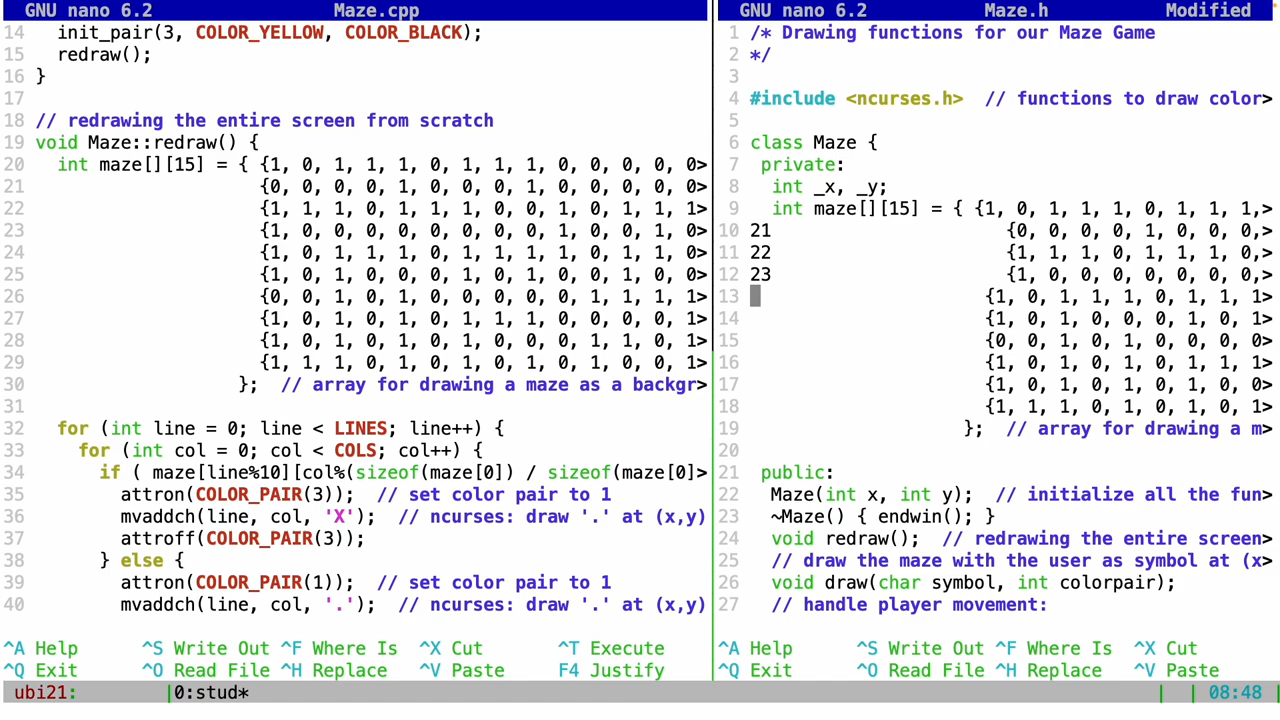 GNU nano 6.2 Maze.cpp
14 init_pair(3, COLOR_YELLOW, COLOR_BLACK);
15 redraw();
16 }
17
18 // redrawing the entire screen from scratch
19 void Maze::redraw() {
20 int maze[][15] = { {1, 0, 1, 1, 1, 0, 1, 1, 1, 0, 0, 0, 0, 0>
21 {0, 0, 0, 0, 1, 0, 0, 0, 1, 0, 0, 0, 0, 0>
22 {1, 1, 1, 0, 1, 1, 1, 0, 1, 1, 0, 1, 1, 1>
23 {1, 0, 0, 0, 0, 0, 0, 0, 0, 1, 0, 0, 1, 0>
24 {1, 0, 1, 1, 1, 0, 1, 1, 1, 1, 0, 1, 1, 0>
25 {1, 0, 1, 0, 0, 0, 1, 0, 1, 0, 0, 1, 0, 0>
26 {0, 0, 1, 0, 1, 0, 0, 0, 0, 0, 1, 1, 1, 1>
27 {1, 0, 1, 0, 1, 0, 1, 1, 1, 0, 0, 0, 0, 1>
28 {1, 0, 1, 0, 1, 0, 1, 0, 0, 0, 1, 1, 0, 1>
29 {1, 1, 1, 0, 1, 0, 1, 0, 1, 0, 1, 0, 0, 1>
30 }; // array for drawing a maze as a backgr>
31
32 for (int line = 0; line < LINES; line++) {
33 for (int col = 0; col < COLS; col++) {
34 if ( maze[line%10][col%(sizeof(maze[0]) / sizeof(maze[0]>
35 attron(COLOR_PAIR(3)); // set color pair to 1
36 mvaddch(line, col, 'X'); // ncurses: draw '.' at (x,y)
37 attroff(COLOR_PAIR(3));
38 } else {
39 attron(COLOR_PAIR(1)); // set color pair to 1
40 mvaddch(line, col, '.'); // ncurses: draw '.' at (x,y)
^A Help ^S Write Out ^F Where Is ^X Cut ^T Execute
^Q Exit ^O Read File ^H Replace ^V Paste F4 Justify
GNU nano 6.2 Maze.h Modified
1 /* Drawing functions for our Maze Game
2 */
3
4 #include <ncurses.h> // functions to draw color>
5
6 class Maze {
7 private:
8 int _x, _y;
9 int maze[][15] = { {1, 0, 1, 1, 1, 0, 1, 1, 1,>
10 21 {0, 0, 0, 0, 1, 0, 0, 0,>
11 22 {1, 1, 1, 0, 1, 1, 1, 0,>
12 23 {1, 0, 0, 0, 0, 0, 0, 0,>
13 {1, 0, 1, 1, 1, 0, 1, 1, 1>
14 {1, 0, 1, 0, 0, 0, 1, 0, 1>
15 {0, 0, 1, 0, 1, 0, 0, 0, 0>
16 {1, 0, 1, 0, 1, 0, 1, 1, 1>
17 {1, 0, 1, 0, 1, 0, 1, 0, 0>
18 {1, 1, 1, 0, 1, 0, 1, 0, 1>
19 }; // array for drawing a m>
20
21 public:
22 Maze(int x, int y); // initialize all the fun>
23 ~Maze() { endwin(); }
24 void redraw(); // redrawing the entire screen>
25 // draw the maze with the user as symbol at (x>
26 void draw(char symbol, int colorpair);
27 // handle player movement:
^A Help ^S Write Out ^F Where Is ^X Cut
^Q Exit ^O Read File ^H Replace ^V Paste
ubi21: |0:stud* | | 08:48 |